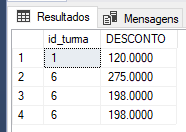 Resultados Mensagens
id_tuma DESCONTO
1 1 120.0000
2 6 275.0000
3 6 198.0000
4 6 198.0000